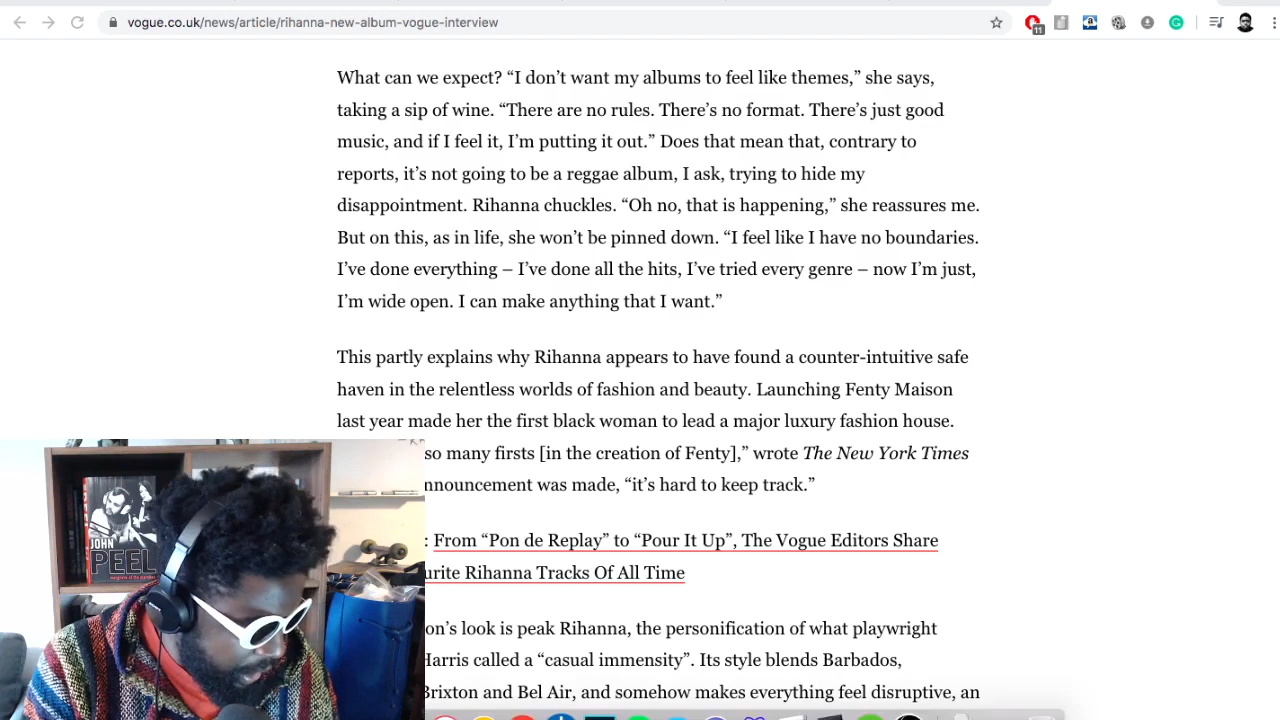 vogue.co.uk/news/article/rihanna-new-album-vogue-interview
11
What can we expect? “I don’t want my albums to feel like themes,” she says,
taking a sip of wine. “There are no rules. There’s no format. There’s just good
music, and if I feel it, I’m putting it out.” Does that mean that, contrary to
reports, it’s not going to be a reggae album, I ask, trying to hide my
disappointment. Rihanna chuckles. “Oh no, that is happening,” she reassures me.
But on this, as in life, she won’t be pinned down. “I feel like I have no boundaries.
I’ve done everything – I’ve done all the hits, I’ve tried every genre – now I’m just,
I’m wide open. I can make anything that I want.”
This partly explains why Rihanna appears to have found a counter-intuitive safe
haven in the relentless worlds of fashion and beauty. Launching Fenty Maison
last year made her the first black woman to lead a major luxury fashion house.
so many firsts [in the creation of Fenty],” wrote The New York Times
nnouncement was made, “it’s hard to keep track.”
: From “Pon de Replay” to “Pour It Up”, The Vogue Editors Share
urite Rihanna Tracks Of All Time
on’s look is peak Rihanna, the personification of what playwright
Harris called a “casual immensity”. Its style blends Barbados,
Brixton and Bel Air, and somehow makes everything feel disruptive, an
JOHN
PEEL